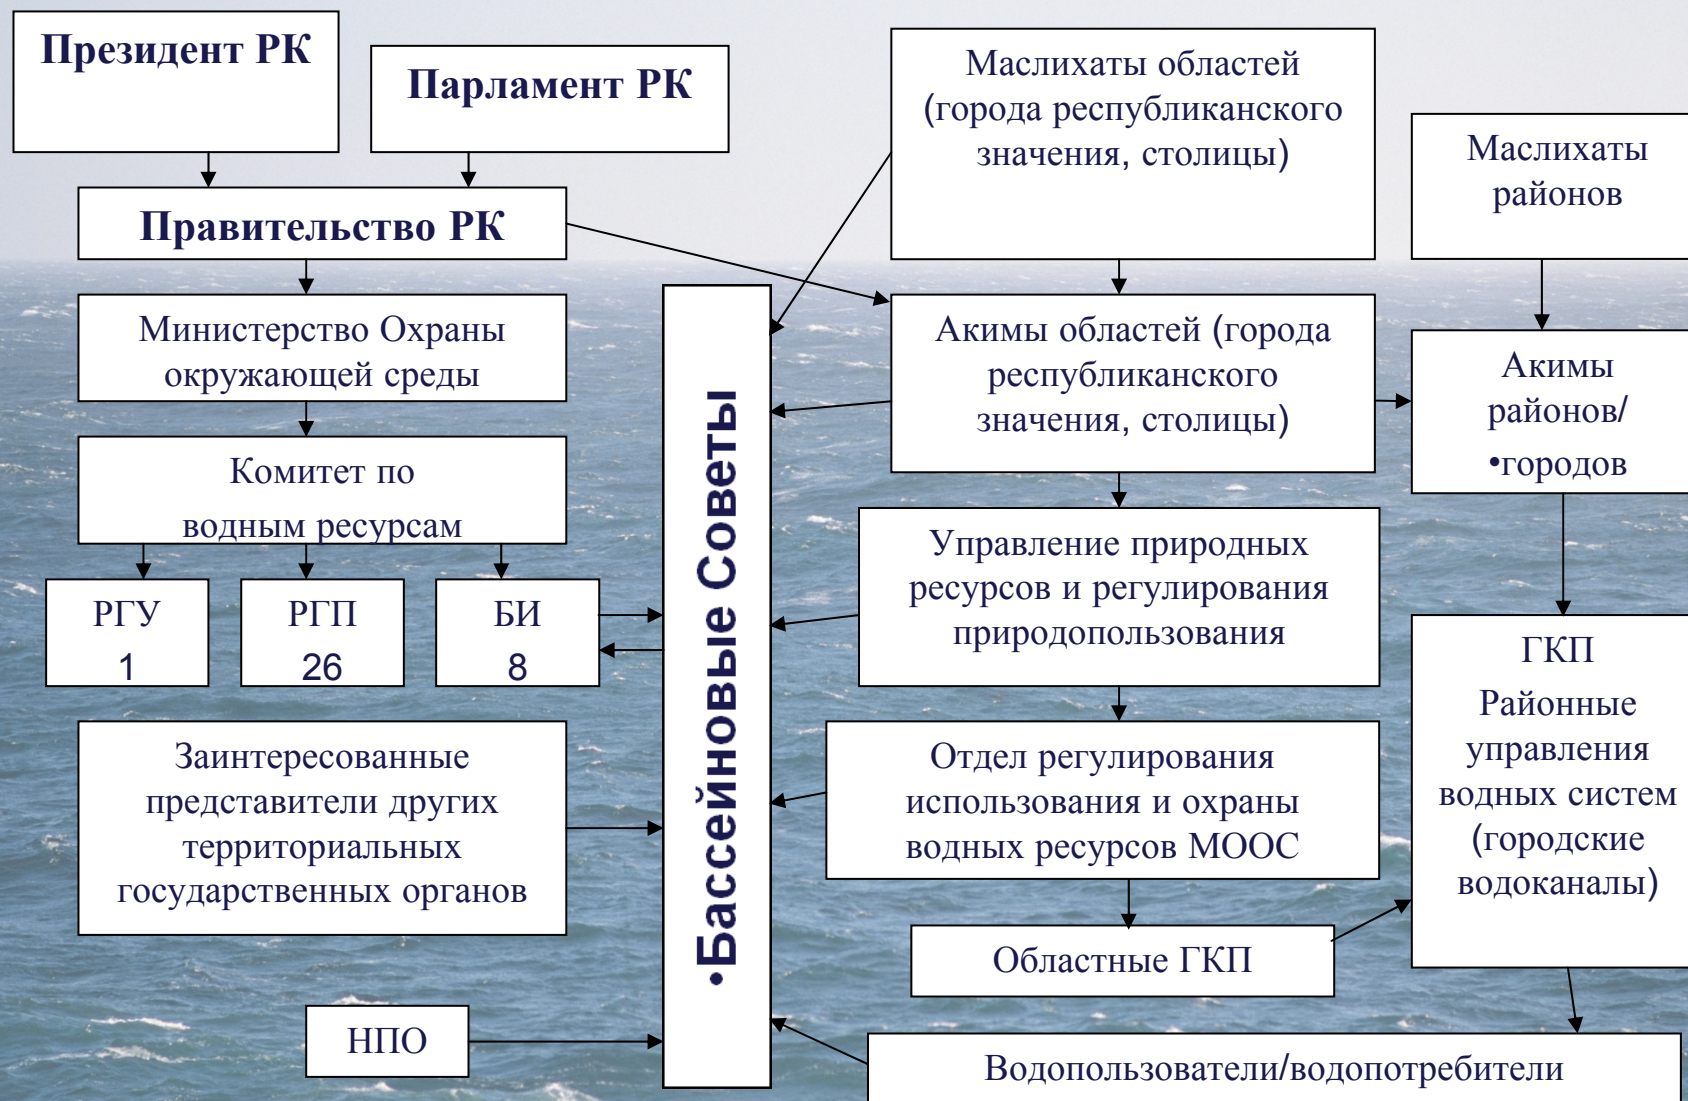 Президент РК
Парламент РК
Правительство РК
Министерство Охраны
окружающей среды
Комитет по
водным ресурсам
РГУ
1
РГП
26
БИ
8
Заинтересованные
представители других
территориальных
государственных органов
НПО
•Бассейновые Советы
Маслихаты областей
(города республиканского
значения, столицы)
Акимы областей (города
республиканского
значения, столицы)
Управление природных
ресурсов и регулирования
природопользования
Отдел регулирования
использования и охраны
водных ресурсов МООС
Областные ГКП
Маслихаты
районов
Акимы
районов/
•городов
ГКП
Районные
управления
водных систем
(городские
водоканалы)
Водопользователи/водопотребители